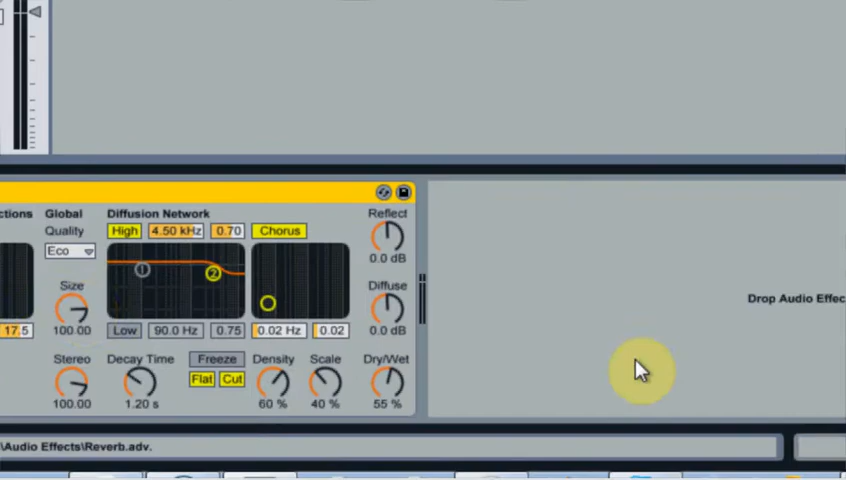 ctions Global Diffusion Network Reflect
Quality High 4.50 kHz 0.70 Chorus
Eco 0.0 dB
1 2
Size Diffuse
17.5 100.00 Low 90.0 Hz 0.75 0.02 Hz 0.02 0.0 dB
Stereo Decay Time Freeze Density Scale Dry/Wet
Flat Cut
100.00 1.20 s 60 % 40 % 55 %
Drop Audio Effec
\Audio Effects\Reverb.adv.